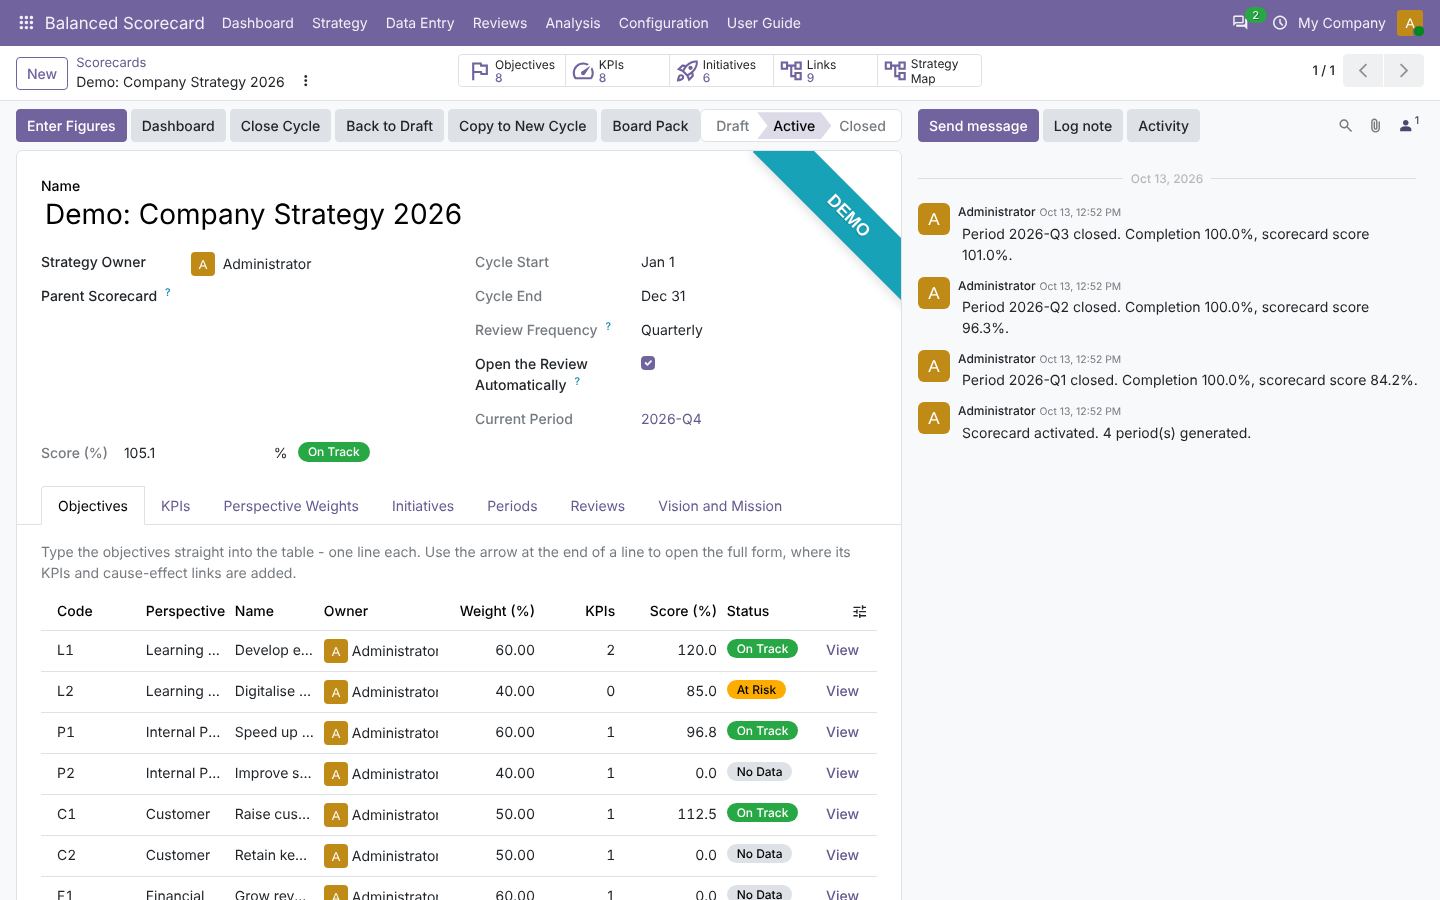 Balanced Scorecard Dashboard Strategy Data Entry Reviews Analysis Configuration User Guide 2 My Company A
New Scorecards
Demo: Company Strategy 2026
Objectives 8 KPIs 8 Initiatives 6 Links 9 Strategy Map
1 / 1
Enter Figures Dashboard Close Cycle Back to Draft Copy to New Cycle Board Pack Draft Active Closed
Send message Log note Activity 1
DEMO
Name
Demo: Company Strategy 2026
Strategy Owner A Administrator
Parent Scorecard ?
Cycle Start Jan 1
Cycle End Dec 31
Review Frequency ? Quarterly
Open the Review
Automatically ?
Current Period 2026-Q4
Score (%) 105.1 % On Track
Objectives KPIs Perspective Weights Initiatives Periods Reviews Vision and Mission
Type the objectives straight into the table - one line each. Use the arrow at the end of a line to open the full form, where its
KPIs and cause-effect links are added.
Code Perspective Name Owner Weight (%) KPIs Score (%) Status
L1 Learning ... Develop e... A Administrator 60.00 2 120.0 On Track View
L2 Learning ... Digitalise ... A Administrator 40.00 0 85.0 At Risk View
P1 Internal P... Speed up ... A Administrator 60.00 1 96.8 On Track View
P2 Internal P... Improve s... A Administrator 40.00 1 0.0 No Data View
C1 Customer Raise cus... A Administrator 50.00 1 112.5 On Track View
C2 Customer Retain ke... A Administrator 50.00 1 0.0 No Data View
F1 Financial Grow rev... A Administrator 60.00 1 0.0 No Data View
Oct 13, 2026
A Administrator Oct 13, 12:52 PM
Period 2026-Q3 closed. Completion 100.0%, scorecard score
101.0%.
A Administrator Oct 13, 12:52 PM
Period 2026-Q2 closed. Completion 100.0%, scorecard score
96.3%.
A Administrator Oct 13, 12:52 PM
Period 2026-Q1 closed. Completion 100.0%, scorecard score 84.2%.
A Administrator Oct 13, 12:52 PM
Scorecard activated. 4 period(s) generated.